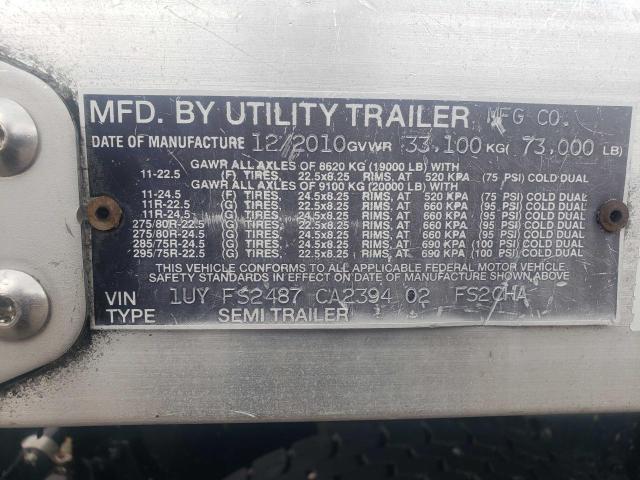 MFD. BY UTILITY TRAILER MFG CO.
DATE OF MANUFACTURE 12/2010 GVWR 33,100 KG( 73,000 LB)
GAWR ALL AXLES OF 8620 KG (19000 LB) WITH
11-22.5 (F) TIRES, 22.5x8.25 RIMS, AT 520 KPA (75 PSI) COLD DUAL
GAWR ALL AXLES OF 9100 KG (20000 LB) WITH
11-24.5 (F) TIRES, 24.5x8.25 RIMS, AT 520 KPA (75 PSI) COLD DUAL
11R-22.5 (G) TIRES, 22.5x8.25 RIMS, AT 660 KPA (95 PSI) COLD DUAL
11R-24.5 (G) TIRES, 24.5x8.25 RIMS, AT 660 KPA (95 PSI) COLD DUAL
275/80R-22.5 (G) TIRES, 22.5x8.25 RIMS, AT 660 KPA (95 PSI) COLD DUAL
275/80R-24.5 (G) TIRES, 24.5x8.25 RIMS, AT 660 KPA (95 PSI) COLD DUAL
285/75R-24.5 (G) TIRES, 24.5x8.25 RIMS, AT 690 KPA (100 PSI) COLD DUAL
295/75R-22.5 (G) TIRES, 22.5x8.25 RIMS, AT 690 KPA (100 PSI) COLD DUAL
THIS VEHICLE CONFORMS TO ALL APPLICABLE FEDERAL MOTOR VEHICLE
SAFETY STANDARDS IN EFFECT ON DATE OF MANUFACTURE SHOWN ABOVE
VIN 1UY FS2487 CA2394 02 FS2CHA
TYPE SEMI TRAILER